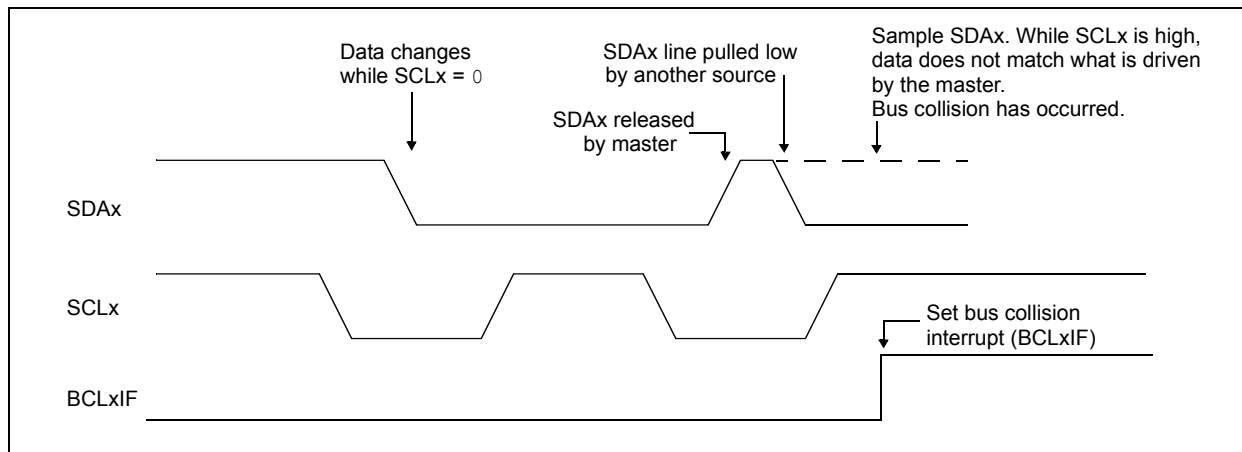 Data changes
while SCLx = 0
SDAx line pulled low
by another source
Sample SDAx. While SCLx is high,
data does not match what is driven
by the master.
Bus collision has occurred.
SDAx released
by master
SDAx
SCLx
Set bus collision
interrupt (BCLxIF)
BCLxIF